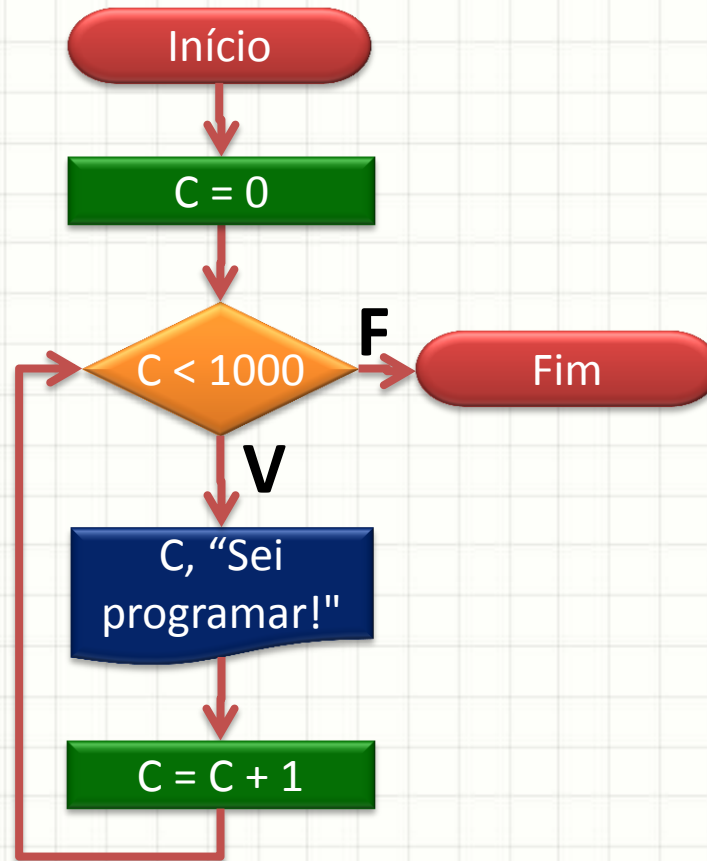 Início
C = 0
C < 1000
F
Fim
V
C, “Sei
programar!"
C = C + 1